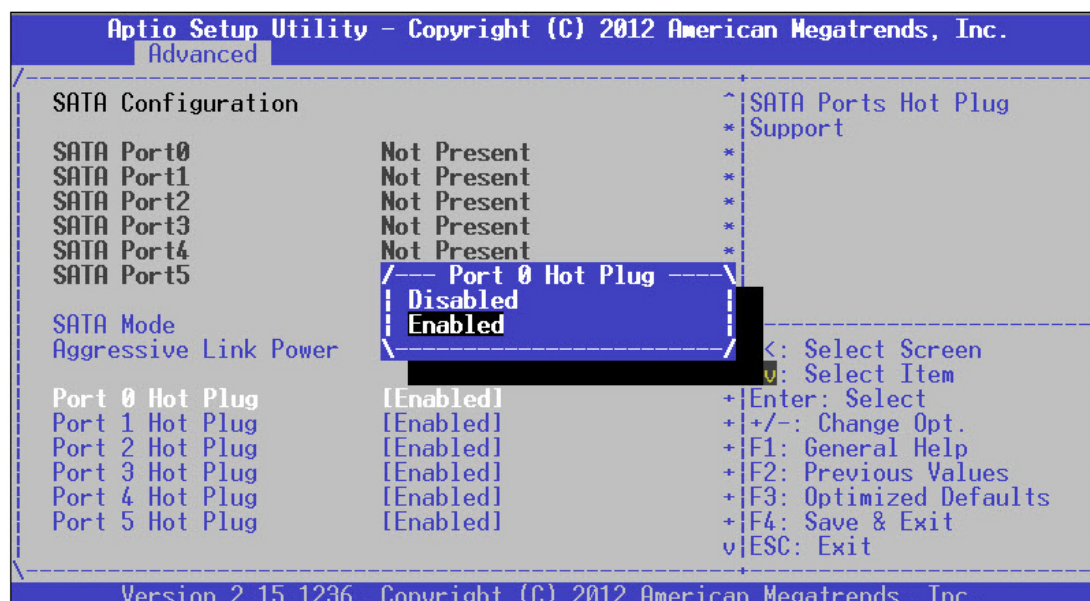 Aptio Setup Utility - Copyright (C) 2012 American Megatrends, Inc.
Advanced
SATA Configuration
SATA Port0 Not Present
SATA Port1 Not Present
SATA Port2 Not Present
SATA Port3 Not Present
SATA Port4 Not Present
SATA Port5
SATA Mode
Aggressive Link Power
Port 0 Hot Plug [Enabled]
Port 1 Hot Plug [Enabled]
Port 2 Hot Plug [Enabled]
Port 3 Hot Plug [Enabled]
Port 4 Hot Plug [Enabled]
Port 5 Hot Plug [Enabled]
Port 0 Hot Plug
Disabled
Enabled
SATA Ports Hot Plug
Support
<: Select Screen
v: Select Item
Enter: Select
+/-: Change Opt.
F1: General Help
F2: Previous Values
F3: Optimized Defaults
F4: Save & Exit
ESC: Exit
Version 2.15.1236. Copyright (C) 2012 American Megatrends, Inc.